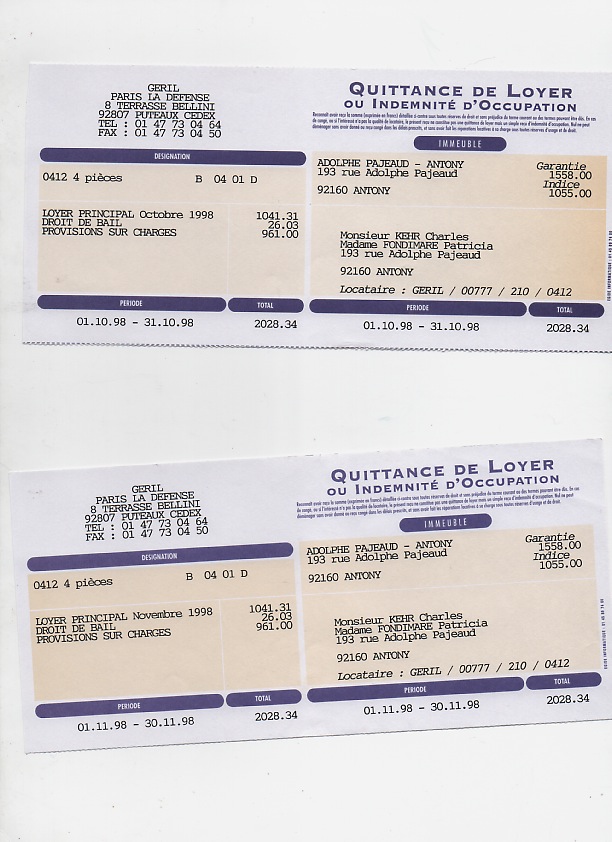 GERIL
PARIS LA DEFENSE
8 TERRASSE BELLINI
92807 PUTEAUX CEDEX
TEL : 01 47 73 04 64
FAX : 01 47 73 04 50
QUITTANCE DE LOYER
OU INDEMNITÉ D'OCCUPATION
IMMEUBLE
DESIGNATION
0412 4 pièces B 04 01 D
LOYER PRINCIPAL Octobre 1998 1041.31
DROIT DE BAIL 26.03
PROVISIONS SUR CHARGES 961.00
ADOLPHE PAJEAUD - ANTONY
193 rue Adolphe Pajeaud
92160 ANTONY
Garantie
1558.00
Indice
1055.00
Monsieur KEHR Charles
Madame FONDIMARE Patricia
193 rue Adolphe Pajeaud
92160 ANTONY
Locataire : GERIL / 00777 / 210 / 0412
PERIODE TOTAL PERIODE TOTAL
01.10.98 - 31.10.98 2028.34 01.10.98 - 31.10.98 2028.34
GERIL
PARIS LA DEFENSE
8 TERRASSE BELLINI
92807 PUTEAUX CEDEX
TEL : 01 47 73 04 64
FAX : 01 47 73 04 50
QUITTANCE DE LOYER
OU INDEMNITÉ D'OCCUPATION
IMMEUBLE
DESIGNATION
0412 4 pièces B 04 01 D
LOYER PRINCIPAL Novembre 1998 1041.31
DROIT DE BAIL 26.03
PROVISIONS SUR CHARGES 961.00
ADOLPHE PAJEAUD - ANTONY
193 rue Adolphe Pajeaud
92160 ANTONY
Garantie
1558.00
Indice
1055.00
Monsieur KEHR Charles
Madame FONDIMARE Patricia
193 rue Adolphe Pajeaud
92160 ANTONY
Locataire : GERIL / 00777 / 210 / 0412
PERIODE TOTAL PERIODE TOTAL
01.11.98 - 30.11.98 2028.34 01.11.98 - 30.11.98 2028.34